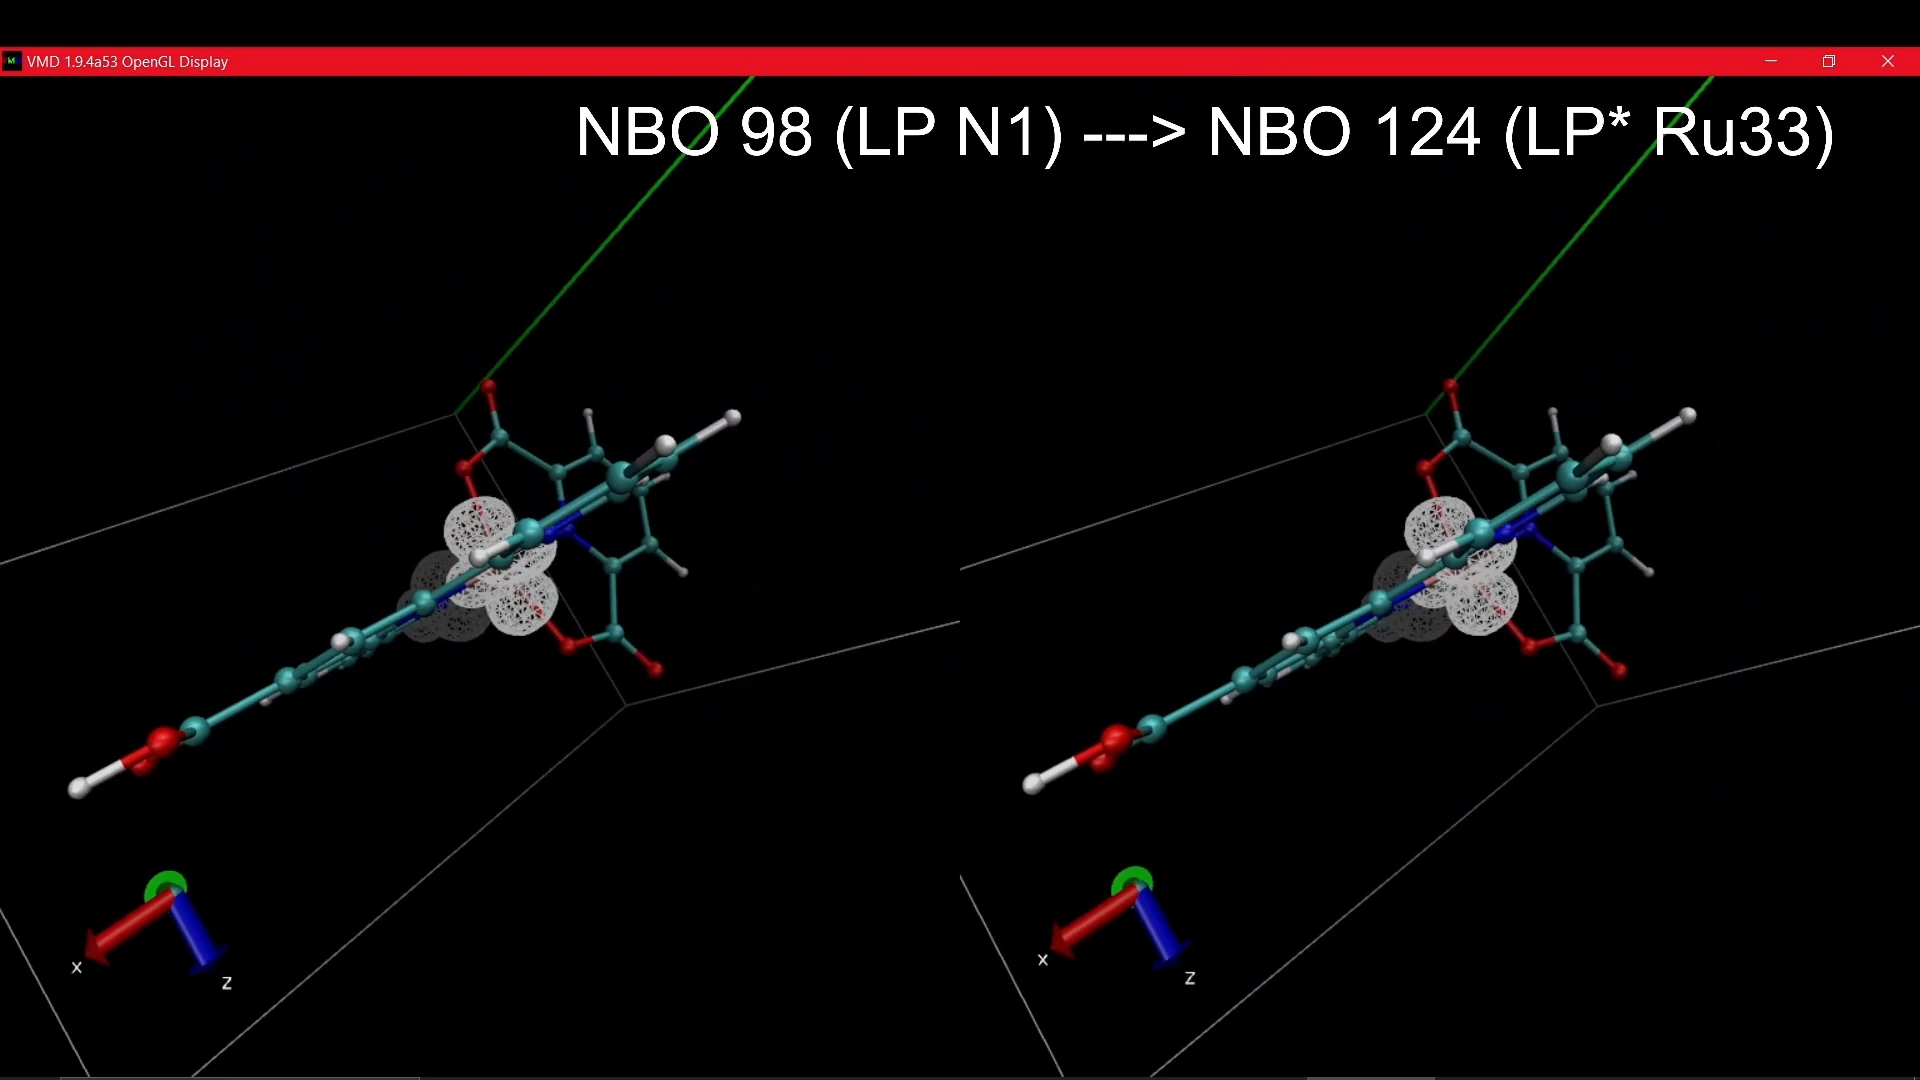 VMD 1.9.4a53 OpenGL Display
NBO 98 (LP N1) ---> NBO 124 (LP* Ru33)
x
z
x
z